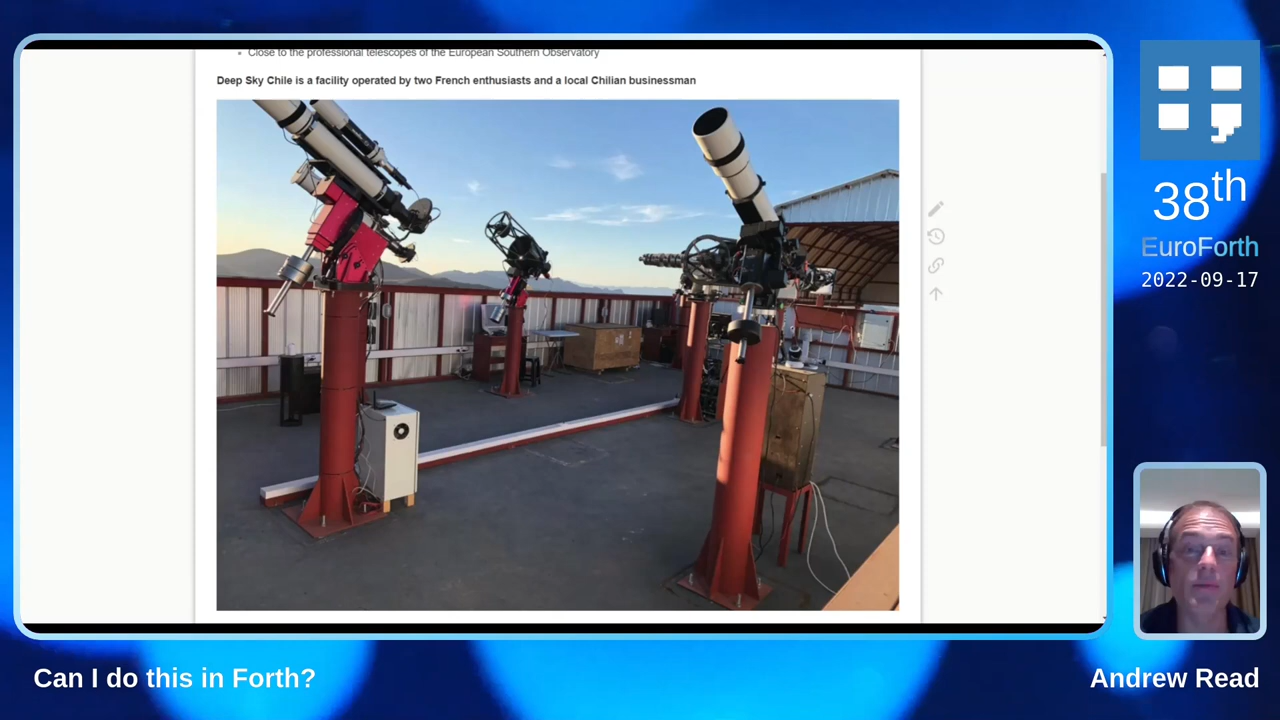 Close to the professional telescopes of the European Southern Observatory
Deep Sky Chile is a facility operated by two French enthusiasts and a local Chilian businessman
38th
EuroForth
2022-09-17
Can I do this in Forth?
Andrew Read